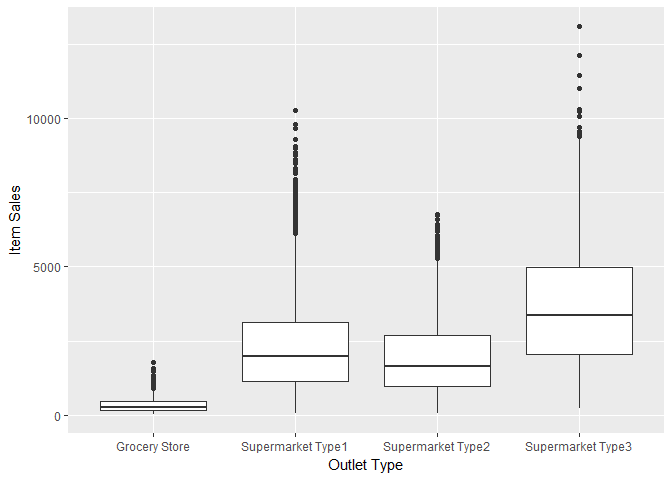 Item Sales
10000
5000
0
Grocery Store Supermarket Type1 Supermarket Type2 Supermarket Type3
Outlet Type